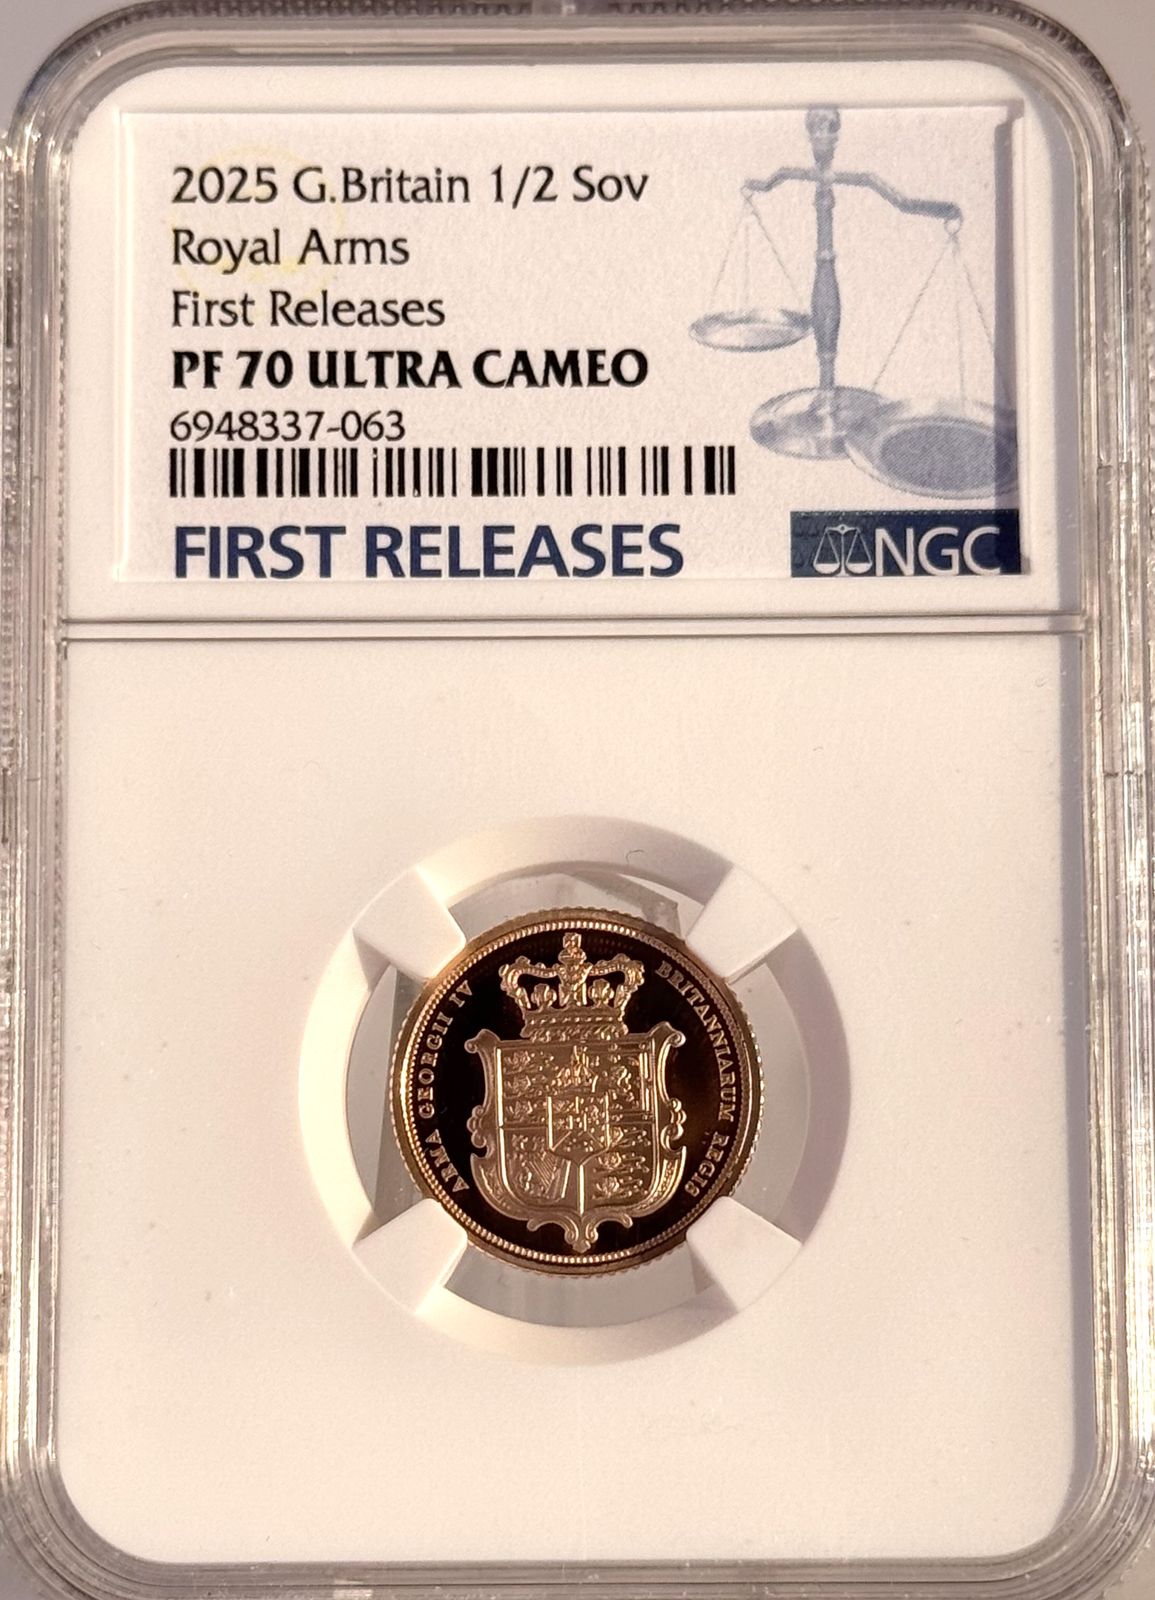 2025 G.Britain 1/2 Sov
Royal Arms
First Releases
PF 70 ULTRA CAMEO
6948337-063
FIRST RELEASES
NGC
ARMA GEORGII IV BRITANNIARUM REGIS